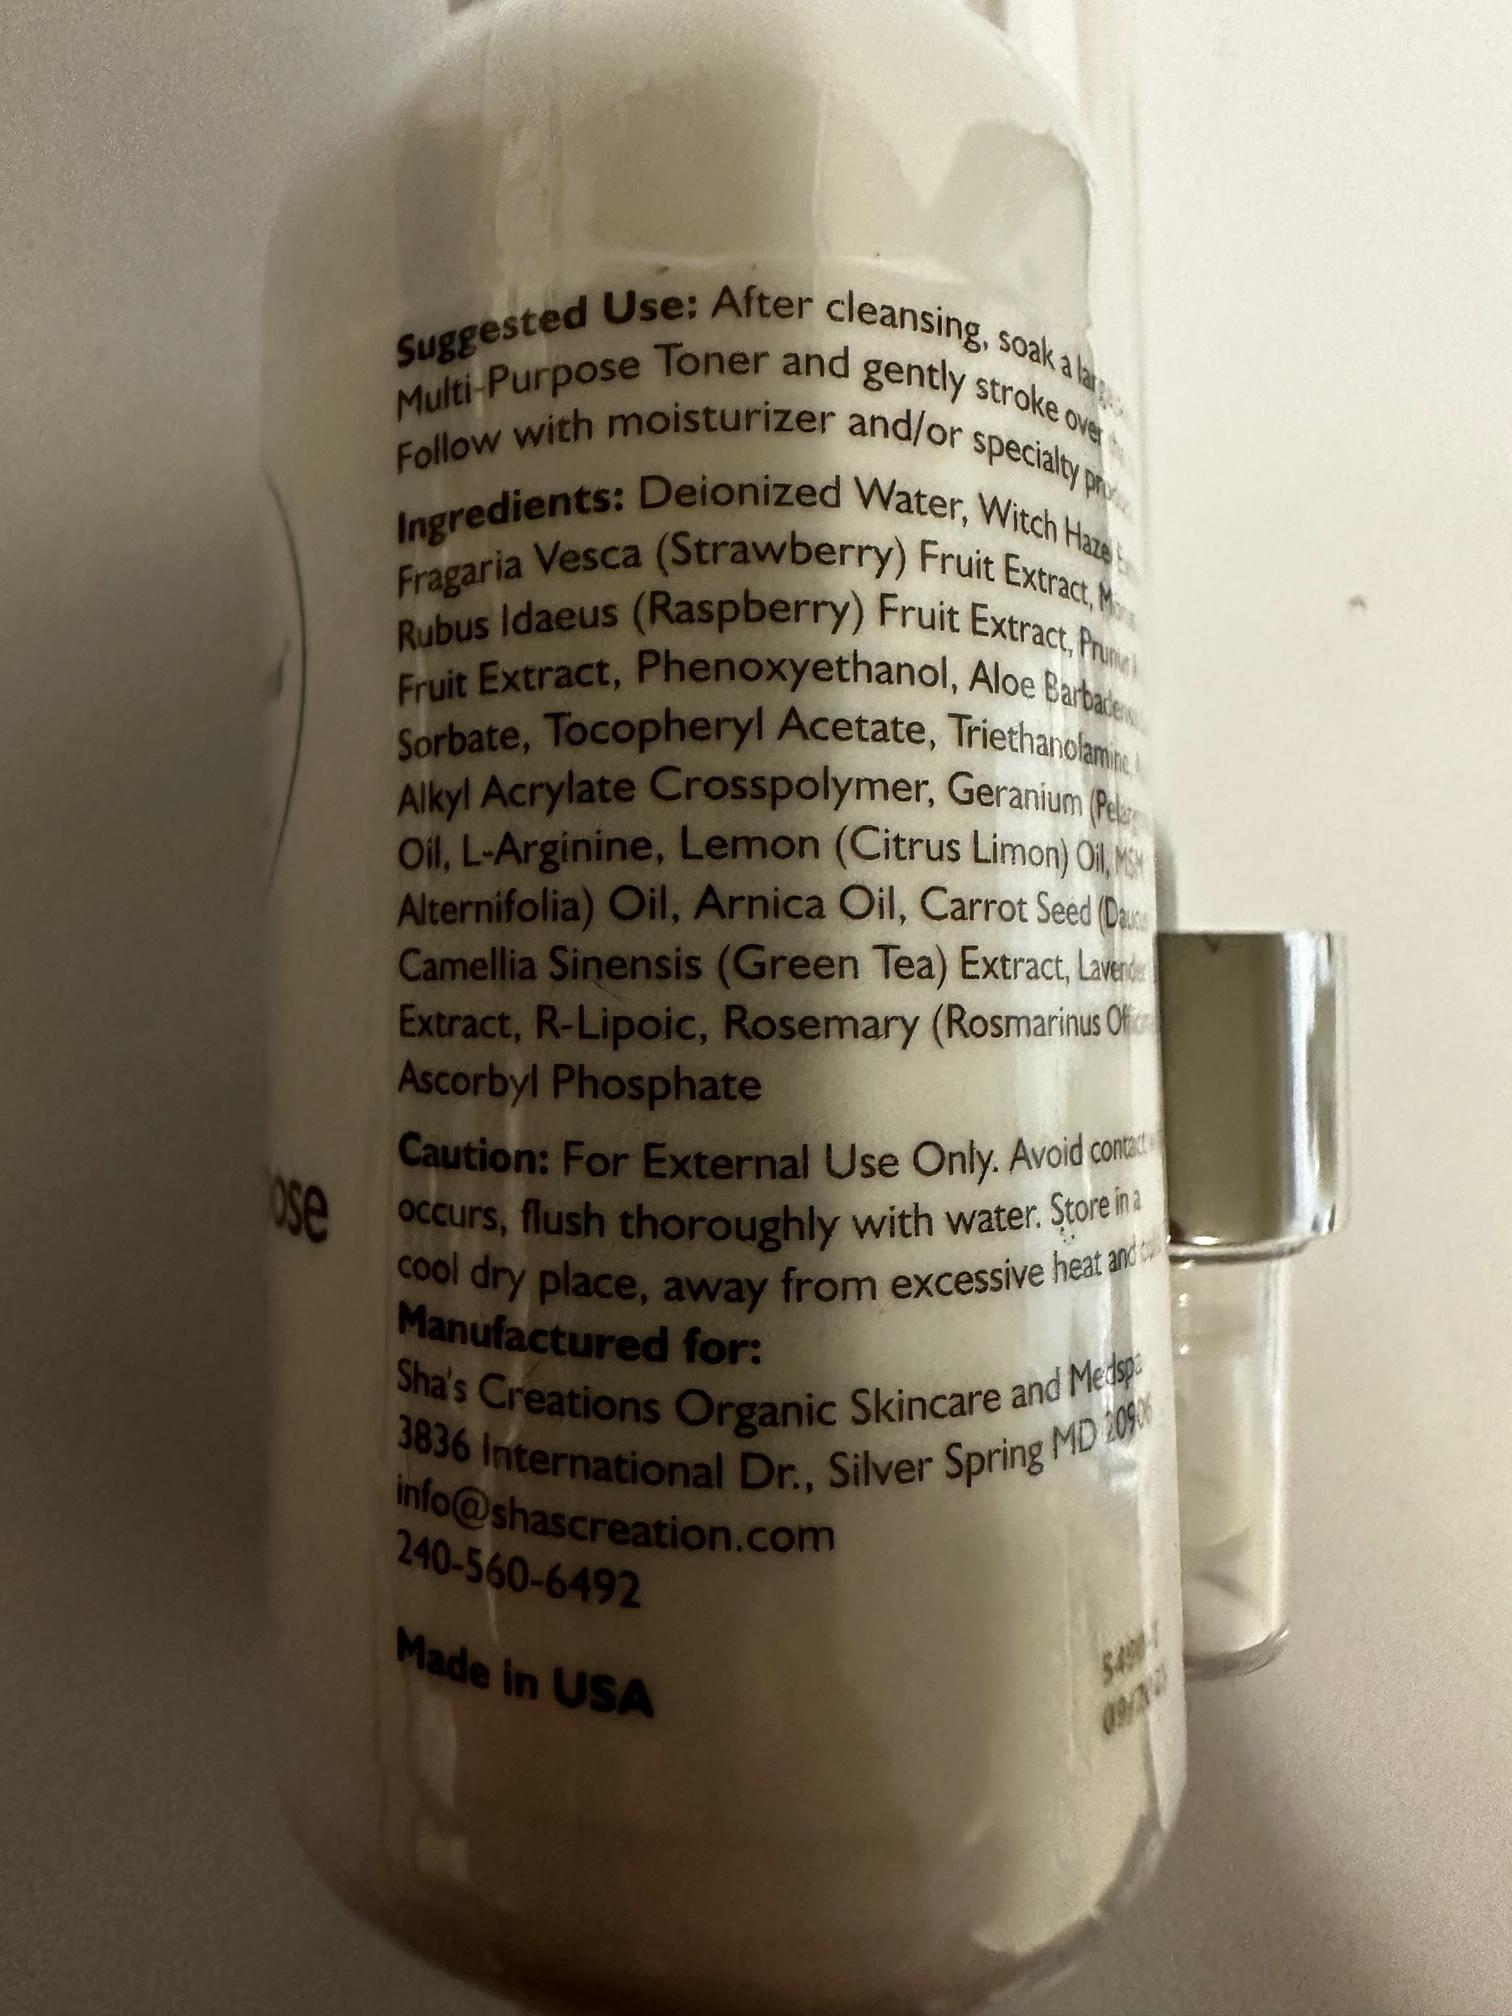 Suggested Use: After cleansing, soak a
Multi-Purpose Toner and gently stroke over
Follow with moisturizer and/or specialty
Ingredients: Deionized Water, Witch Hazel
Fragaria Vesca (Strawberry) Fruit Extract,
Rubus Idaeus (Raspberry) Fruit Extract,
Fruit Extract, Phenoxyethanol, Aloe
Sorbate, Tocopheryl Acetate, Triethanolamine,
Alkyl Acrylate Crosspolymer, Geranium
Oil, L-Arginine, Lemon (Citrus Limon) Oil, MSM
Alternifolia) Oil, Arnica Oil, Carrot Seed
Camellia Sinensis (Green Tea) Extract,
Extract, R-Lipoic, Rosemary (Rosmarinus
Ascorbyl Phosphate
Caution: For External Use Only. Avoid contact
occurs, flush thoroughly with water. Store in a
cool dry place, away from excessive heat and
Manufactured for:
Sha's Creations Organic Skincare and Medspa
3836 International Dr., Silver Spring MD 20906
info@shascreation.com
240-560-6492
Made in USA
ose